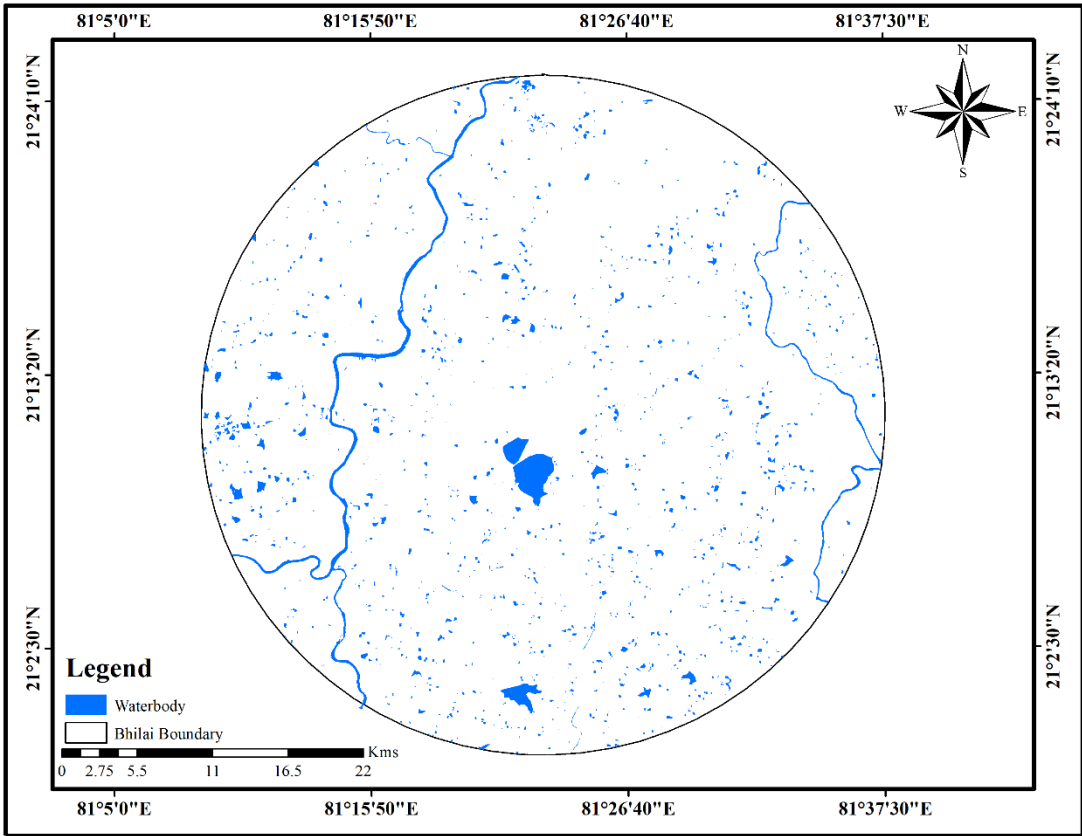 81°5'0"E 81°15'50"E 81°26'40"E 81°37'30"E
N
W E
S
21°24'10"N 21°24'10"N
21°13'20"N 21°13'20"N
21°2'30"N 21°2'30"N
Legend
Waterbody
Bhilai Boundary
Kms
0 2.75 5.5 11 16.5 22
81°5'0"E 81°15'50"E 81°26'40"E 81°37'30"E